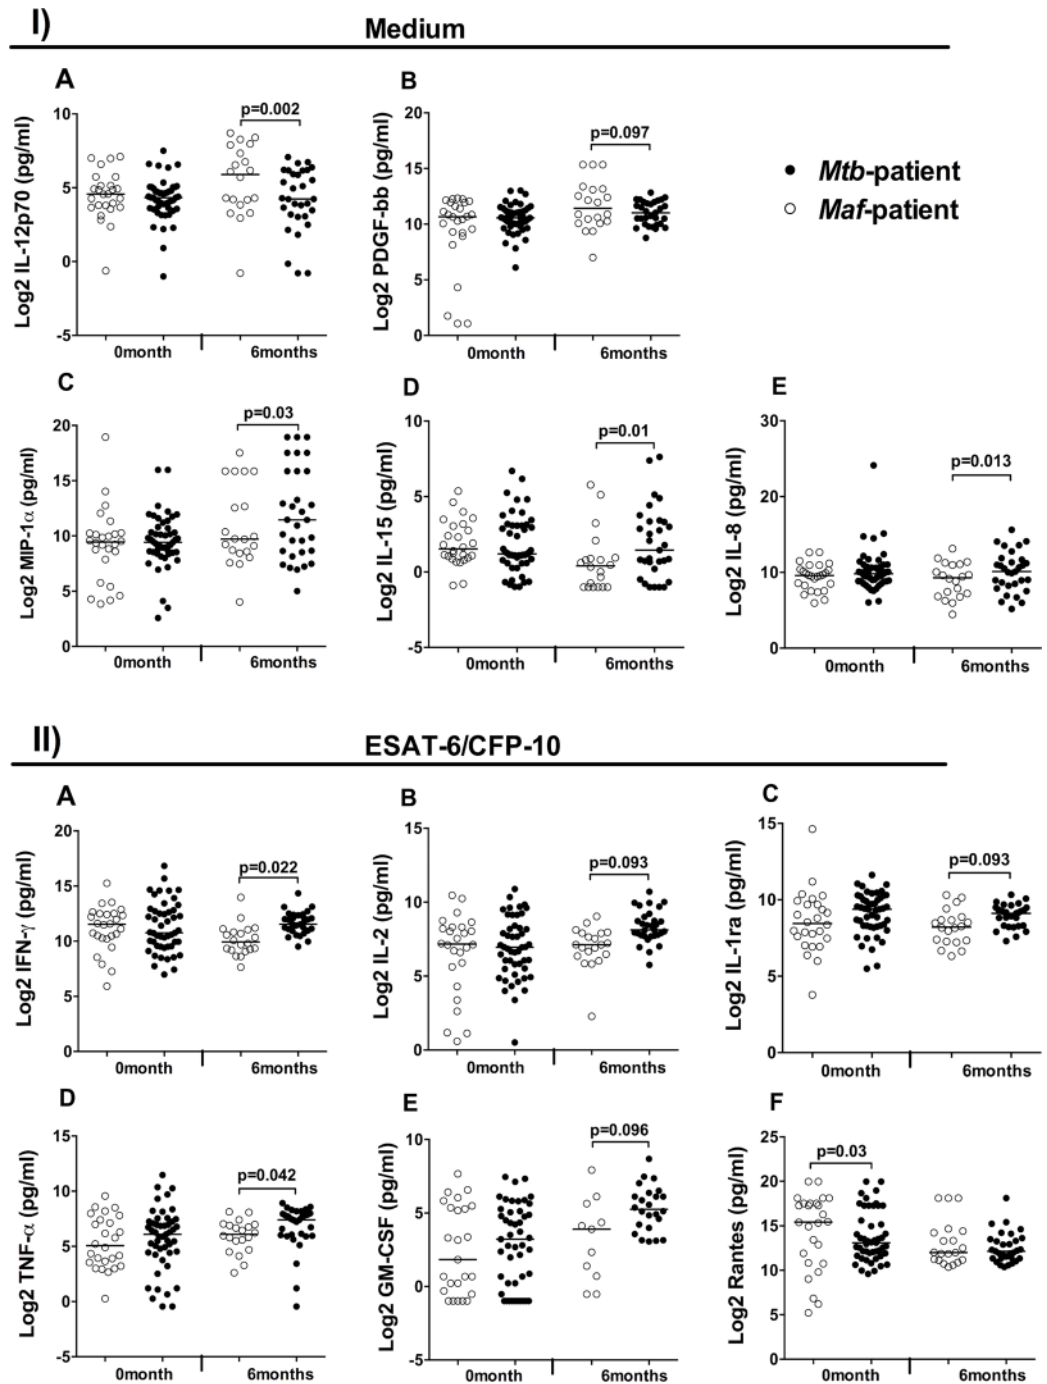 I)
Medium
A
B
p=0.002
p=0.097
Log2 IL-12p70 (pg/ml)
10
5
0
-5
0month
6months
Log2 PDGF-bb (pg/ml)
20
15
10
5
0
0month
6months
Mtb-patient
Maf-patient
C
D
E
p=0.03
p=0.01
p=0.013
Log2 MIP-1α (pg/ml)
20
15
10
5
0
0month
6months
Log2 IL-15 (pg/ml)
10
5
0
-5
0month
6months
Log2 IL-8 (pg/ml)
30
20
10
0
0month
6months
II)
ESAT-6/CFP-10
A
B
C
p=0.022
p=0.093
p=0.093
Log2 IFN-γ (pg/ml)
20
15
10
5
0
0month
6months
Log2 IL-2 (pg/ml)
15
10
5
0
0month
6months
Log2 IL-1ra (pg/ml)
15
10
5
0
0month
6months
D
E
F
p=0.042
p=0.096
p=0.03
Log2 TNF-α (pg/ml)
15
10
5
0
-5
0month
6months
Log2 GM-CSF (pg/ml)
10
5
0
-5
0month
6months
Log2 Rantes (pg/ml)
25
20
15
10
5
0
0month
6months